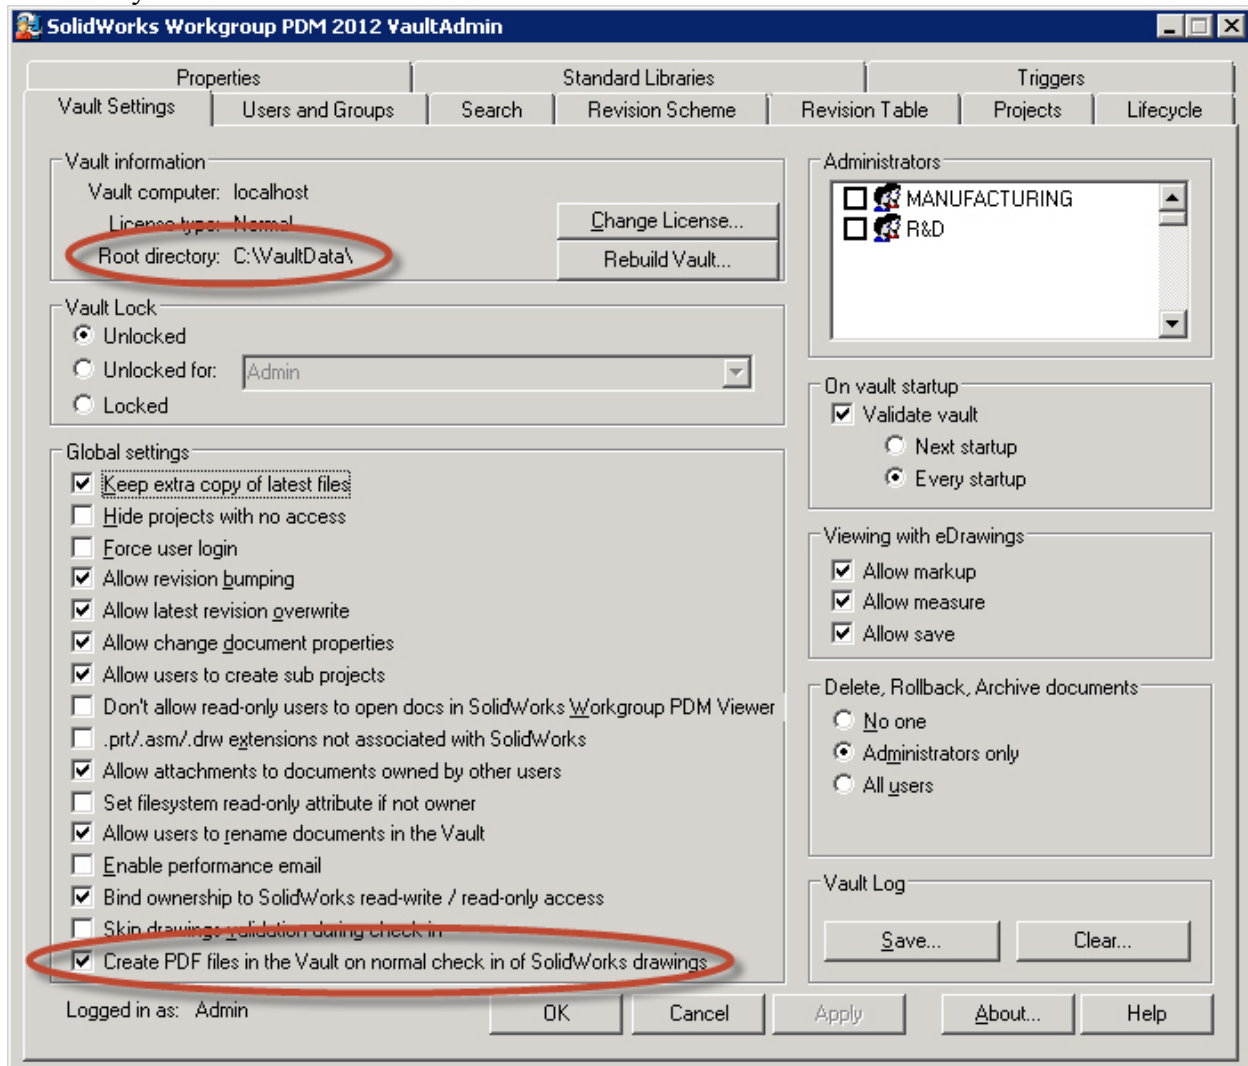 SolidWorks Workgroup PDM 2012 VaultAdmin
Properties Standard Libraries Triggers
Vault Settings Users and Groups Search Revision Scheme Revision Table Projects Lifecycle
Vault information
Vault computer: localhost
License type: Normal
Change License...
Root directory: C:\VaultData\
Rebuild Vault...
Vault Lock
Unlocked
Unlocked for: Admin
Locked
Global settings
Keep extra copy of latest files
Hide projects with no access
Force user login
Allow revision bumping
Allow latest revision overwrite
Allow change document properties
Allow users to create sub projects
Don't allow read-only users to open docs in SolidWorks Workgroup PDM Viewer
.prt/.asm/.drw extensions not associated with SolidWorks
Allow attachments to documents owned by other users
Set filesystem read-only attribute if not owner
Allow users to rename documents in the Vault
Enable performance email
Bind ownership to SolidWorks read-write / read-only access
Skip drawings validation during check in
Create PDF files in the Vault on normal check in of SolidWorks drawings
Administrators
MANUFACTURING
R&D
On vault startup
Validate vault
Next startup
Every startup
Viewing with eDrawings
Allow markup
Allow measure
Allow save
Delete, Rollback, Archive documents
No one
Administrators only
All users
Vault Log
Save... Clear...
Logged in as: Admin
OK Cancel Apply About... Help